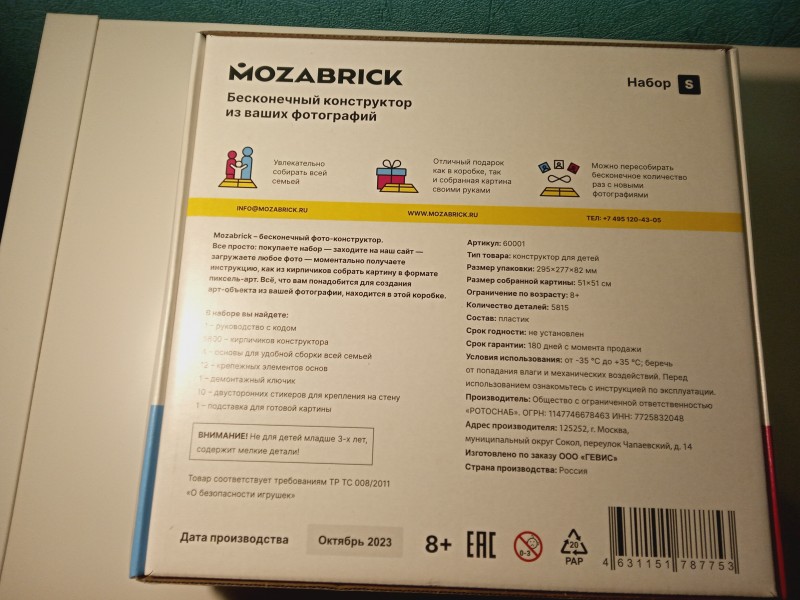 MOZABRICK
Набор S
Бесконечный конструктор
из ваших фотографий
Увлекательно
собирать всей
семьей
Отличный подарок
как в коробке, так
и собранная картина
своими руками
Можно пересобирать
бесконечное количество
раз с новыми
фотографиями
INFO@MOZABRICK.RU
WWW.MOZABRICK.RU
ТЕЛ: +7 495 120-43-05
Mozabrick – бесконечный фото-конструктор.
Все просто: покупаете набор — заходите на наш сайт —
загружаете любое фото — моментально получаете
инструкцию, как из кирпичиков собрать картину в формате
пиксель-арт. Всё, что вам понадобится для создания
арт-объекта из вашей фотографии, находится в этой коробке.
В наборе вы найдете:
– руководство с кодом
– кирпичиков конструктора
– основы для удобной сборки всей семьей
– крепежных элементов основ
1 – демонтажный ключик
10 – двусторонних стикеров для крепления на стену
1 – подставка для готовой картины
ВНИМАНИЕ! Не для детей младше 3-х лет,
содержит мелкие детали!
Товар соответствует требованиям ТР ТС 008/2011
«О безопасности игрушек»
Дата производства
Октябрь 2023
Артикул: 60001
Тип товара: конструктор для детей
Размер упаковки: 295×277×82 мм
Размер собранной картины: 51×51 см
Ограничение по возрасту: 8+
Количество деталей: 5815
Состав: пластик
Срок годности: не установлен
Срок гарантии: 180 дней с момента продажи
Условия использования: от -35 °C до +35 °C; беречь
от попадания влаги и механических воздействий. Перед
использованием ознакомьтесь с инструкцией по эксплуатации.
Производитель: Общество с ограниченной ответственностью
«РОТОСНАБ». ОГРН: 1147746678463 ИНН: 7725832048
Адрес производителя: 125252, г. Москва,
муниципальный округ Сокол, переулок Чапаевский, д. 14
Изготовлено по заказу ООО «ГЕВИС»
Страна производства: Россия
8+
EAC
0-3
20
PAP
4 631151 787753